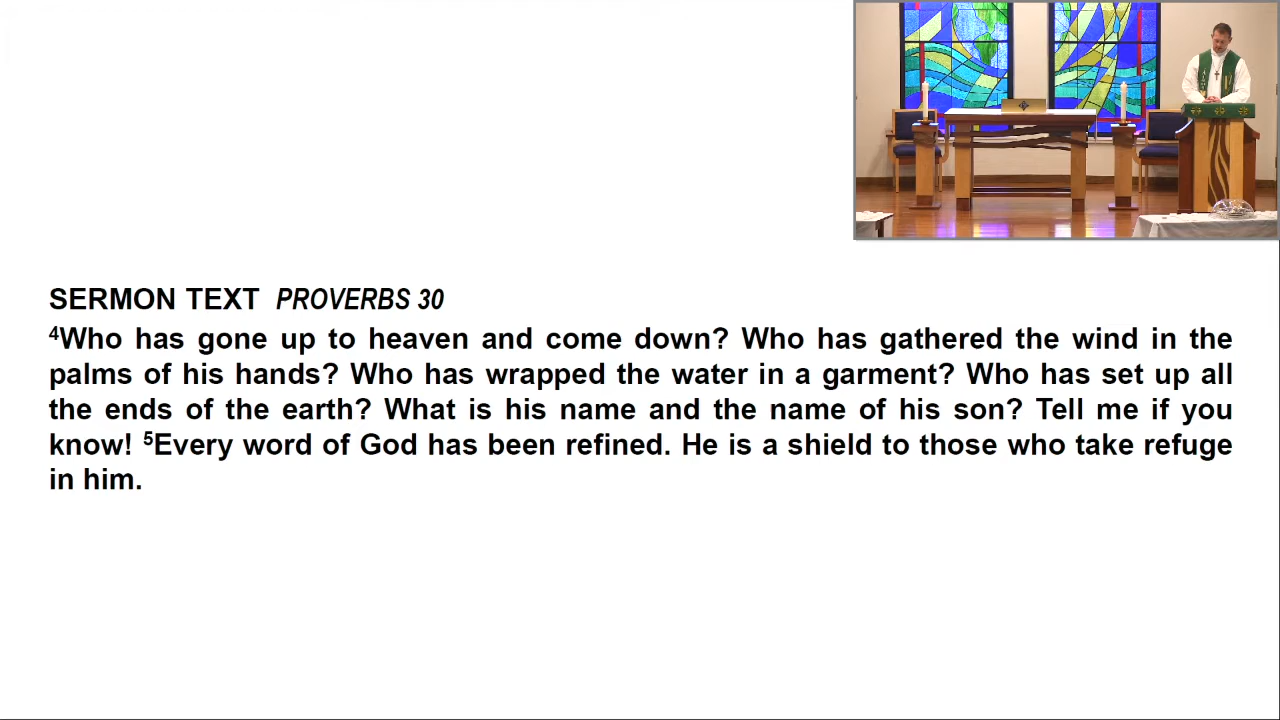 SERMON TEXT PROVERBS 30
⁴Who has gone up to heaven and come down? Who has gathered the wind in the
palms of his hands? Who has wrapped the water in a garment? Who has set up all
the ends of the earth? What is his name and the name of his son? Tell me if you
know! ⁵Every word of God has been refined. He is a shield to those who take refuge
in him.